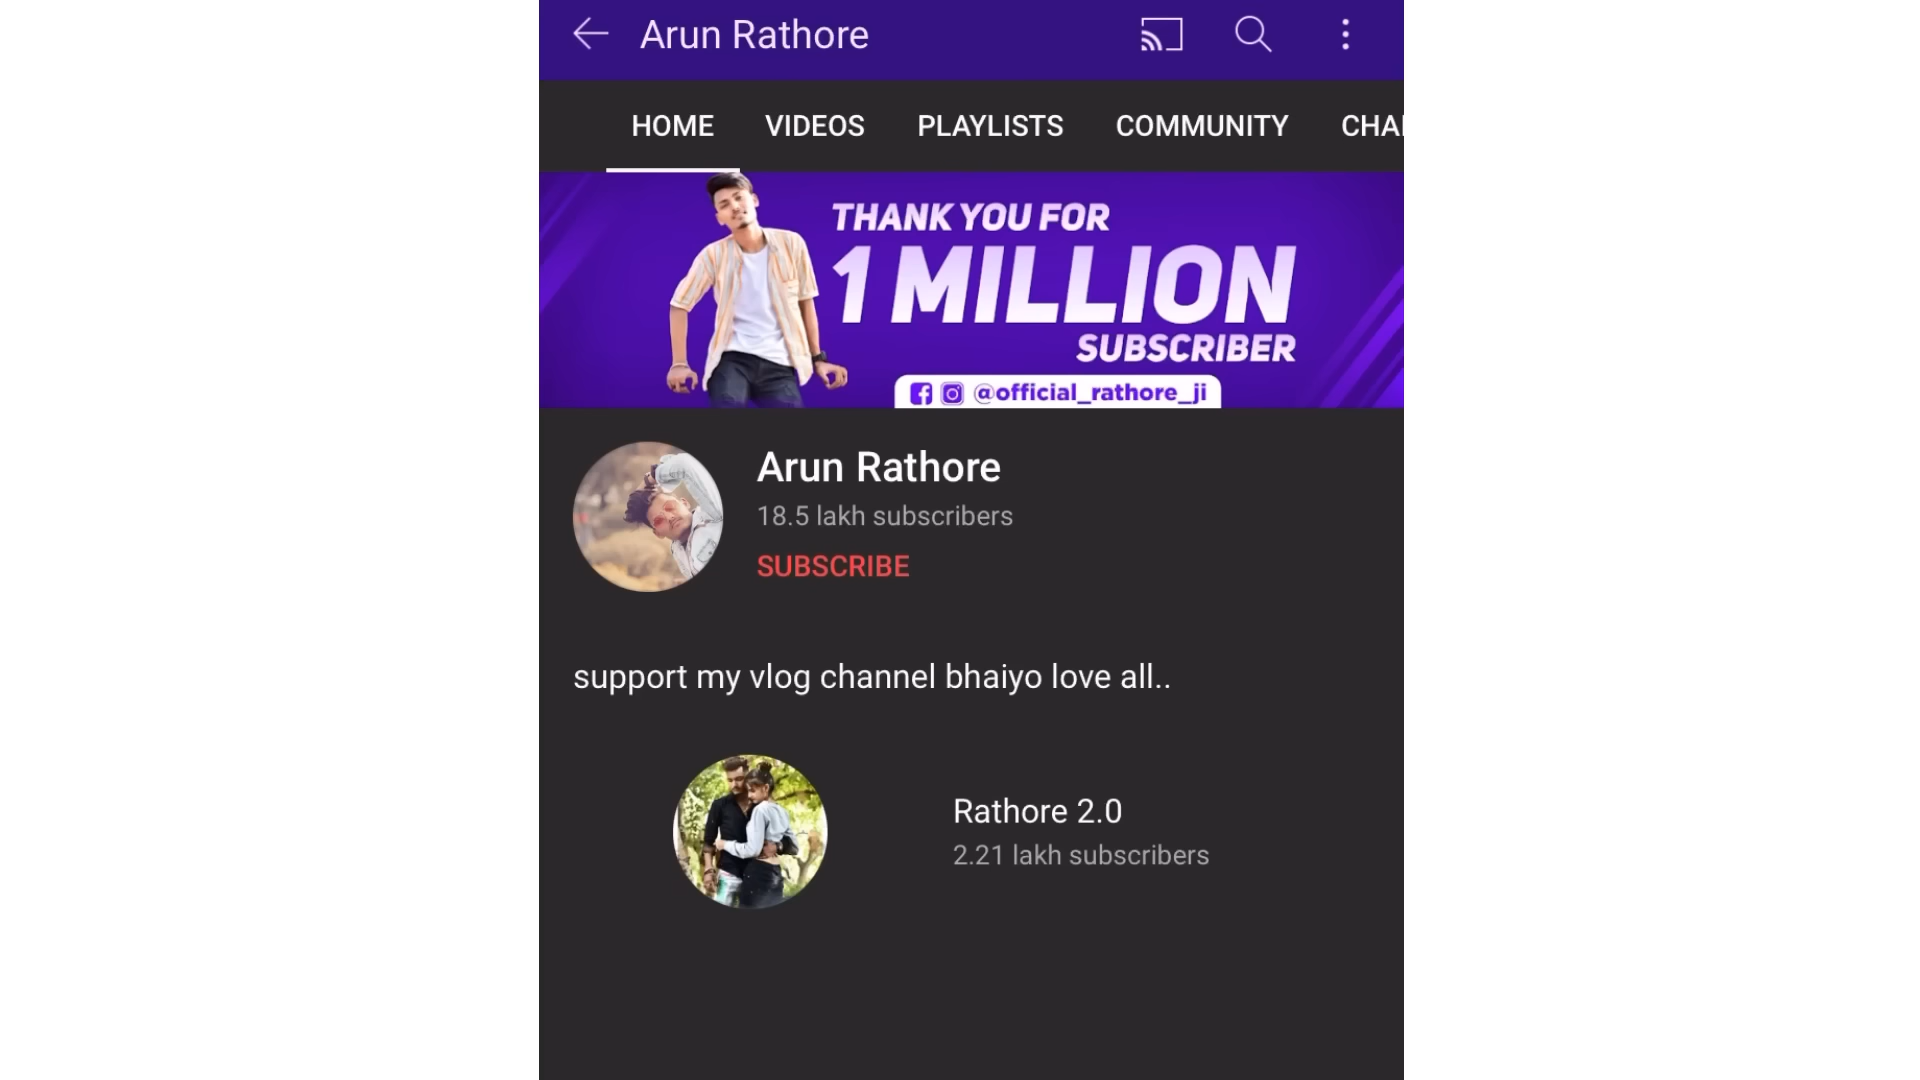 Arun Rathore
HOME VIDEOS PLAYLISTS COMMUNITY CHA
THANK YOU FOR
1 MILLION
SUBSCRIBER
@official_rathore_ji
Arun Rathore
18.5 lakh subscribers
SUBSCRIBE
support my vlog channel bhaiyo love all..
Rathore 2.0
2.21 lakh subscribers